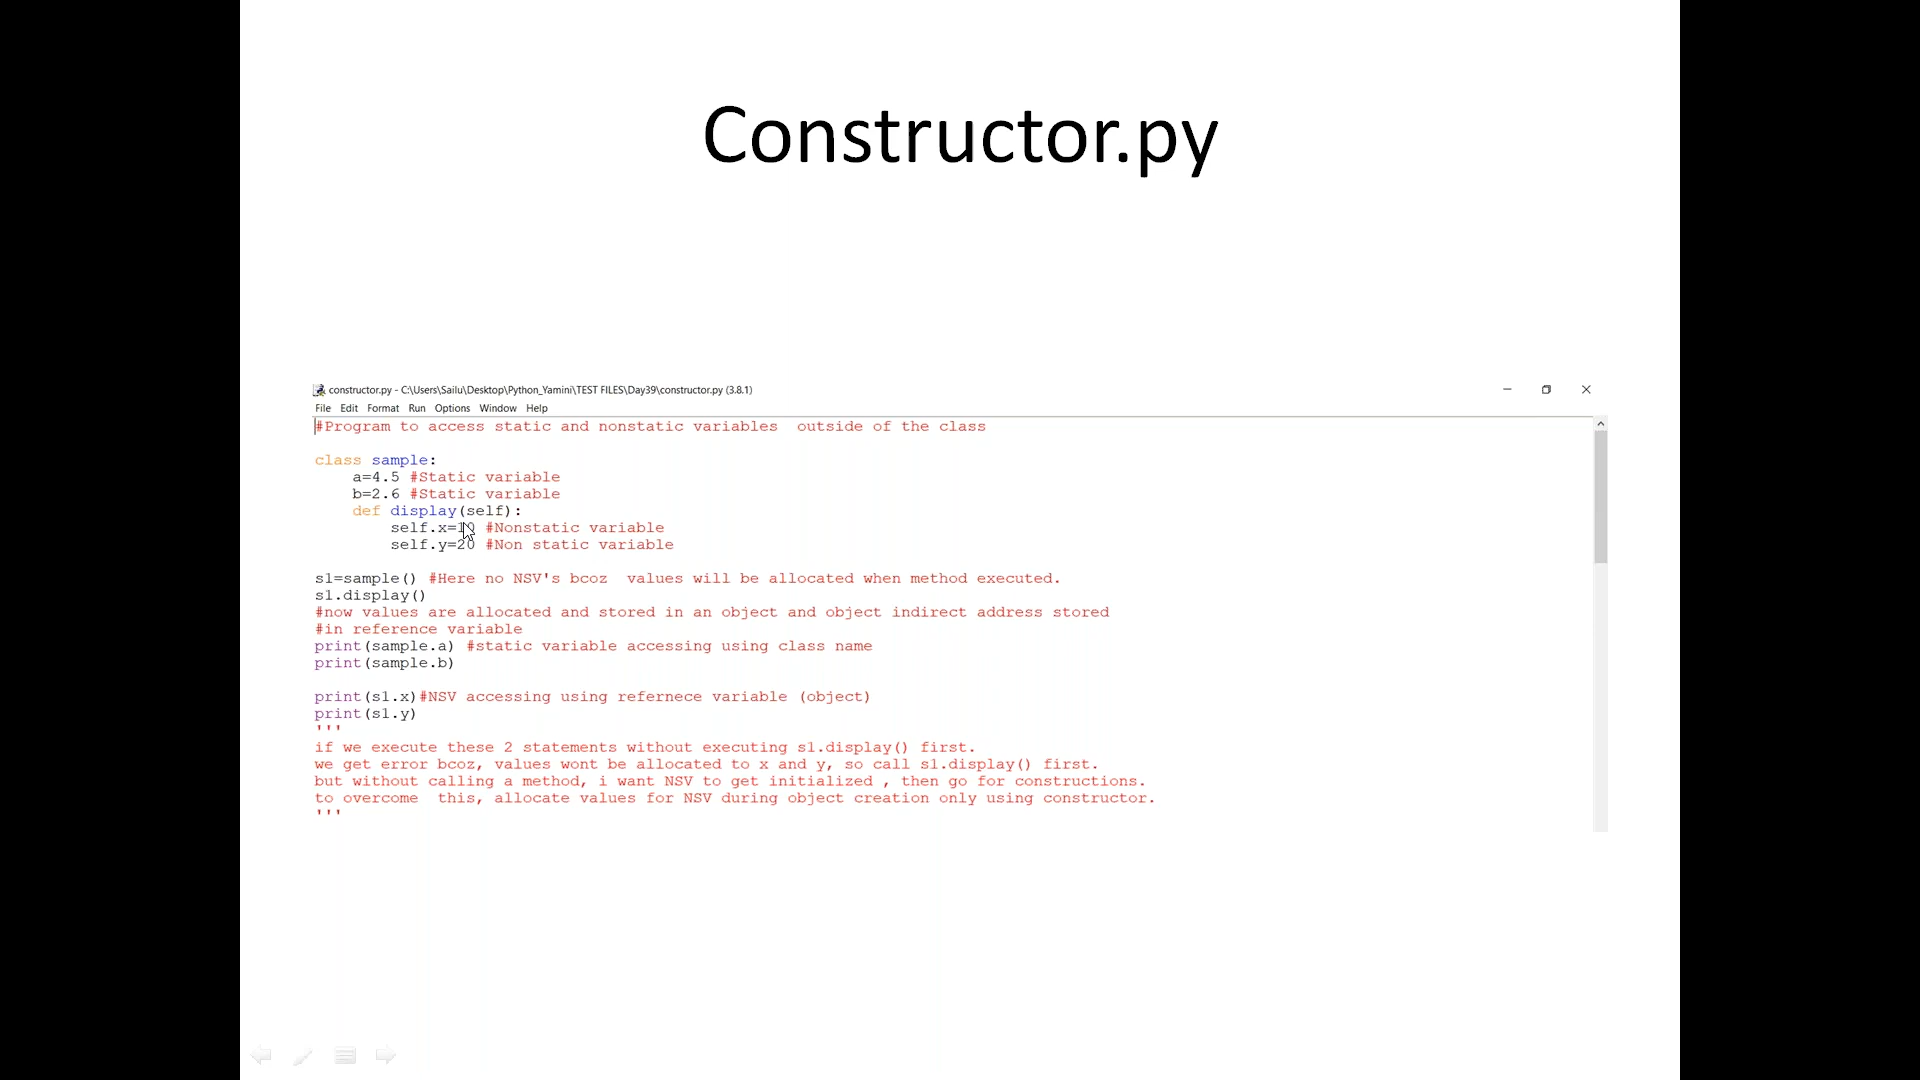 Constructor.py
constructor.py - C:\Users\Sailu\Desktop\Python_Yamini\TEST FILES\Day39\constructor.py (3.8.1)
File Edit Format Run Options Window Help
#Program to access static and nonstatic variables  outside of the class
class sample:
    a=4.5 #Static variable
    b=2.6 #Static variable
    def display(self):
        self.x=10 #Nonstatic variable
        self.y=20 #Non static variable
s1=sample() #Here no NSV's bcoz  values will be allocated when method executed.
s1.display()
#now values are allocated and stored in an object and object indirect address stored
#in reference variable
print(sample.a) #static variable accessing using class name
print(sample.b)
print(s1.x)#NSV accessing using refernece variable (object)
print(s1.y)
'''
if we execute these 2 statements without executing s1.display() first.
we get error bcoz, values wont be allocated to x and y, so call s1.display() first.
but without calling a method, i want NSV to get initialized , then go for constructions.
to overcome  this, allocate values for NSV during object creation only using constructor.
'''